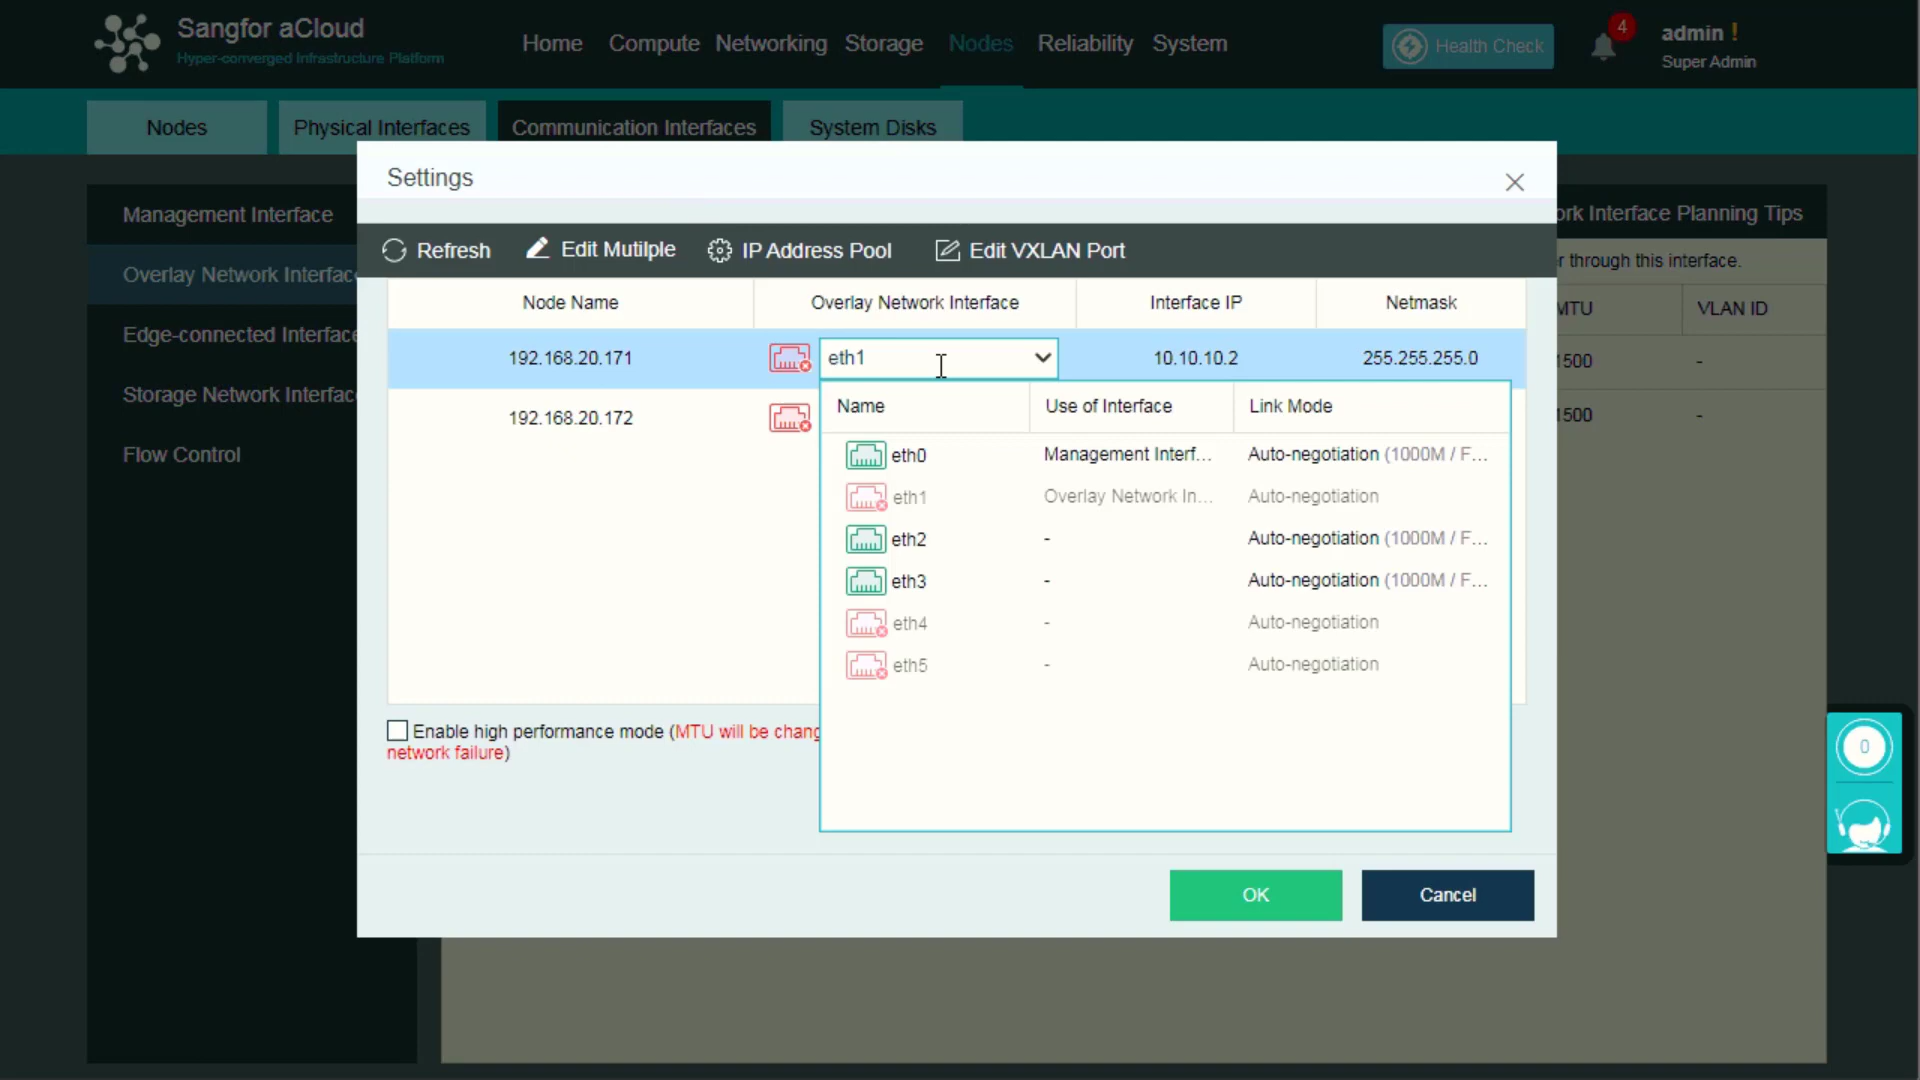 Sangfor aCloud
Hyper-converged Infrastructure Platform
Home Compute Networking Storage Nodes Reliability System
Health Check
4
admin !
Super Admin
Nodes
Physical Interfaces
Communication Interfaces
System Disks
Management Interface
Overlay Network Interface
Edge-connected Interface
Storage Network Interfac
Flow Control
ork Interface Planning Tips
r through this interface.
MTU VLAN ID
1500 -
1500 -
Settings
Refresh Edit Mutilple IP Address Pool Edit VXLAN Port
Node Name Overlay Network Interface Interface IP Netmask
192.168.20.171 eth1 10.10.10.2 255.255.255.0
192.168.20.172
Name Use of Interface Link Mode
eth0 Management Interf... Auto-negotiation (1000M / F...
eth1 Overlay Network In... Auto-negotiation
eth2 - Auto-negotiation (1000M / F...
eth3 - Auto-negotiation (1000M / F...
eth4 - Auto-negotiation
eth5 - Auto-negotiation
Enable high performance mode (MTU will be chang
network failure)
OK
Cancel
0